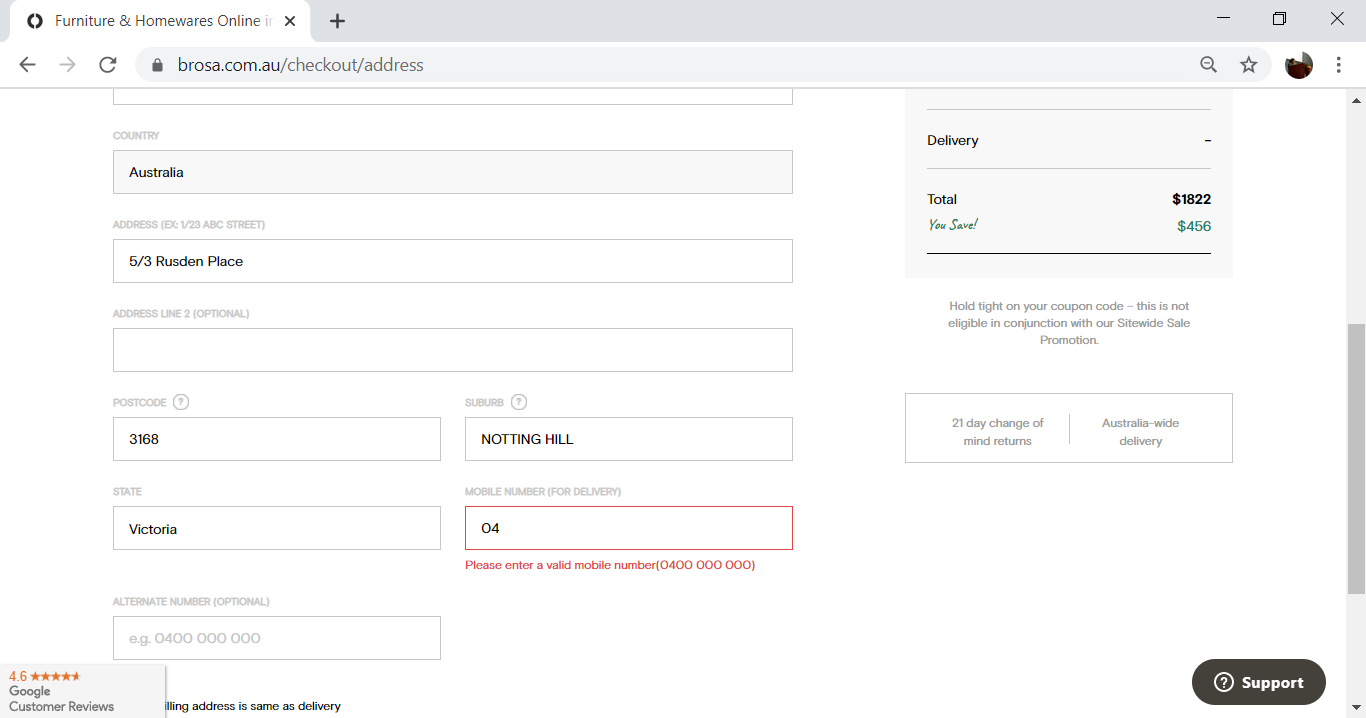 Furniture & Homewares Online in
brosa.com.au/checkout/address
COUNTRY
Australia
ADDRESS (EX: 1/23 ABC STREET)
5/3 Rusden Place
ADDRESS LINE 2 (OPTIONAL)
POSTCODE ?
SUBURB ?
3168
NOTTING HILL
STATE
MOBILE NUMBER (FOR DELIVERY)
Victoria
04
Please enter a valid mobile number(0400 000 000)
ALTERNATE NUMBER (OPTIONAL)
e.g. 0400 000 000
illing address is same as delivery
4.6
Google
Customer Reviews
Delivery -
Total $1822
You Save! $456
Hold tight on your coupon code – this is not
eligible in conjunction with our Sitewide Sale
Promotion.
21 day change of
mind returns
Australia-wide
delivery
? Support